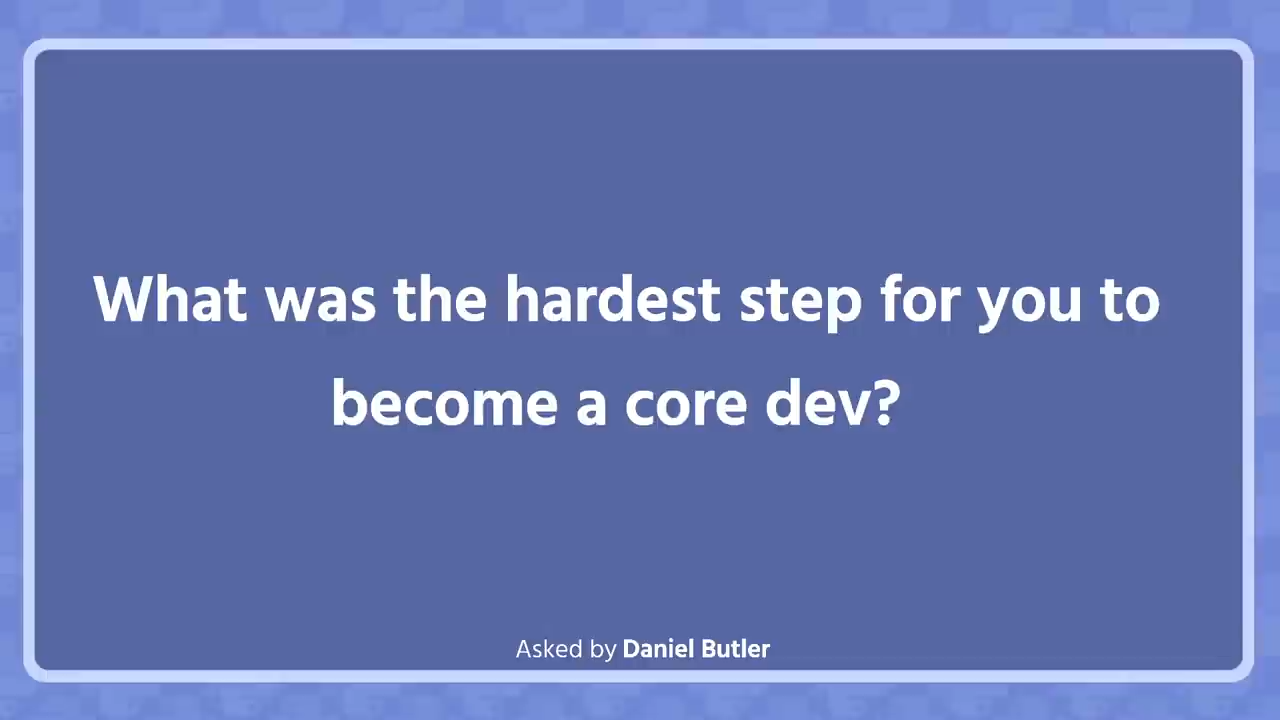 What was the hardest step for you to
become a core dev?
Asked by Daniel Butler